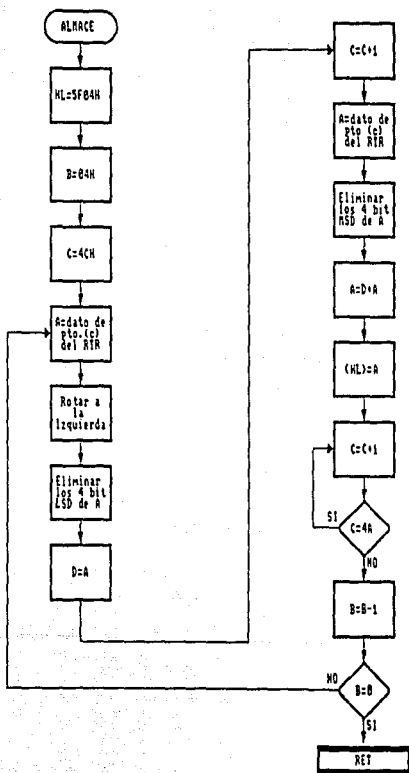 ALMACE
HL=5F04H
B=04H
C=4CH
A=dato de
pto.(c)
del RTR
Rotar a
la
Izquierda
Eliminar
los 4 bit
LSD de A
D=A
C=C+1
A=dato de
pto (c)
del RTR
Eliminar
los 4 bit
MSD de A
A=D+A
(HL)=A
C=C+1
SI
C=4A
NO
B=B-1
NO
B=0
SI
RET